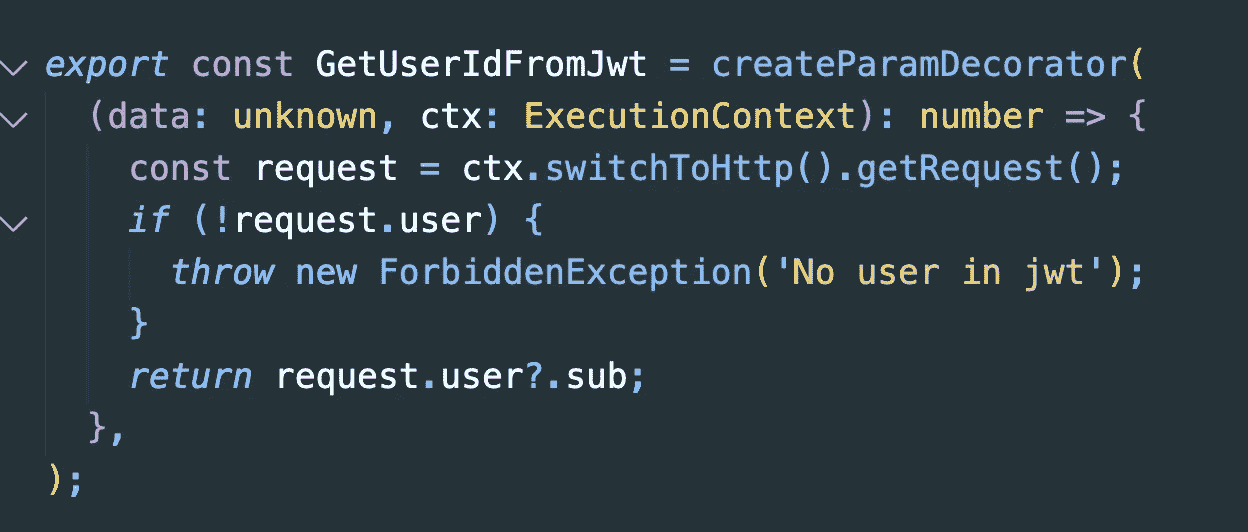 export const GetUserIdFromJwt = createParamDecorator(
  (data: unknown, ctx: ExecutionContext): number => {
    const request = ctx.switchToHttp().getRequest();
    if (!request.user) {
      throw new ForbiddenException('No user in jwt');
    }
    return request.user?.sub;
  },
);